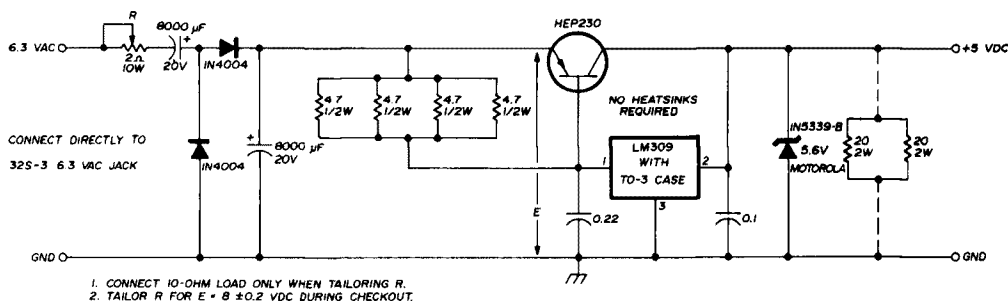 HEP230
8000 µF
R
6.3 VAC
+5 VDC
2Ω
10W
20V
IN4004
4.7
1/2W
4.7
1/2W
4.7
1/2W
4.7
1/2W
NO HEATSINKS
REQUIRED
CONNECT DIRECTLY TO
32S-3 6.3 VAC JACK
IN4004
8000 µF
20V
+
+
E
1
LM309
WITH
TO-3 CASE
2
3
IN5339-B
5.6V
MOTOROLA
20
2W
20
2W
0.22
0.1
GND
GND
1. CONNECT 10-OHM LOAD ONLY WHEN TAILORING R.
2. TAILOR R FOR E = 8 ±0.2 VDC DURING CHECKOUT.